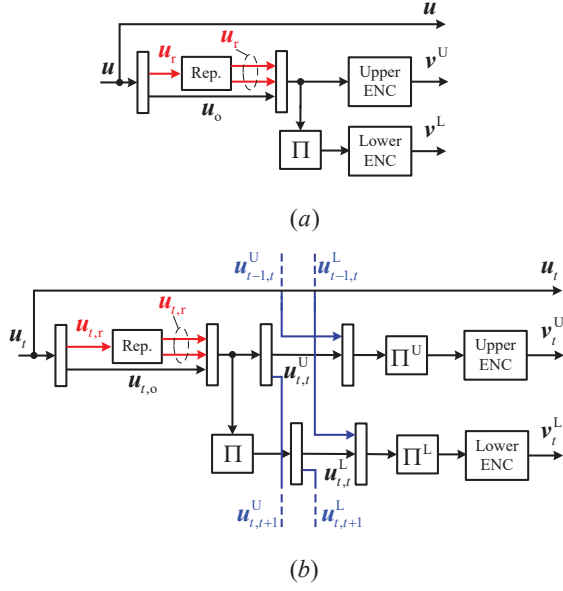 u
u_r
u_r
u
Rep.
u_o
Upper
ENC
v^U
Π
Lower
ENC
v^L
(a)
u^U_{t−1,t}
u^L_{t−1,t}
u_t
u_{t,r}
u_{t,r}
u_t
Rep.
u_{t,o}
u^U_{t,t}
Π^U
Upper
ENC
v^U_t
Π
u^L_{t,t}
Π^L
Lower
ENC
v^L_t
u^U_{t,t+1}
u^L_{t,t+1}
(b)